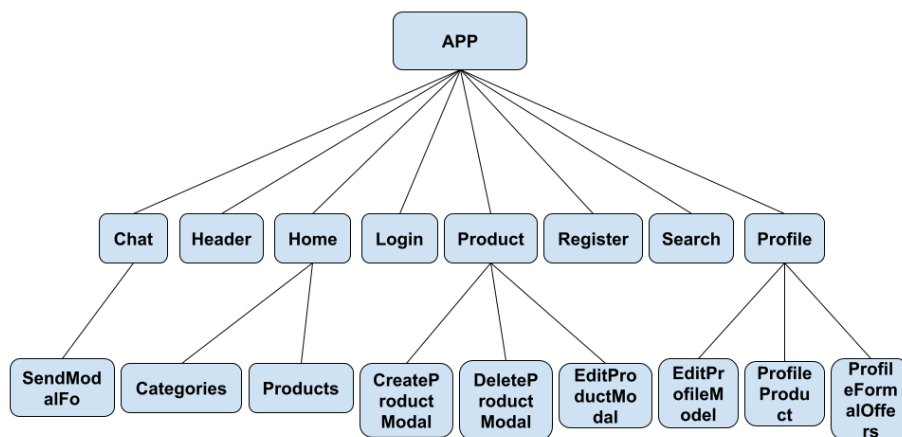 APP
Chat
Header
Home
Login
Product
Register
Search
Profile
SendMod
alFo
Categories
Products
CreateP
roduct
Modal
DeleteP
roduct
Modal
EditPro
ductMo
dal
EditPr
ofileM
odel
Profile
Produ
ct
Profil
eForm
alOffe
rs